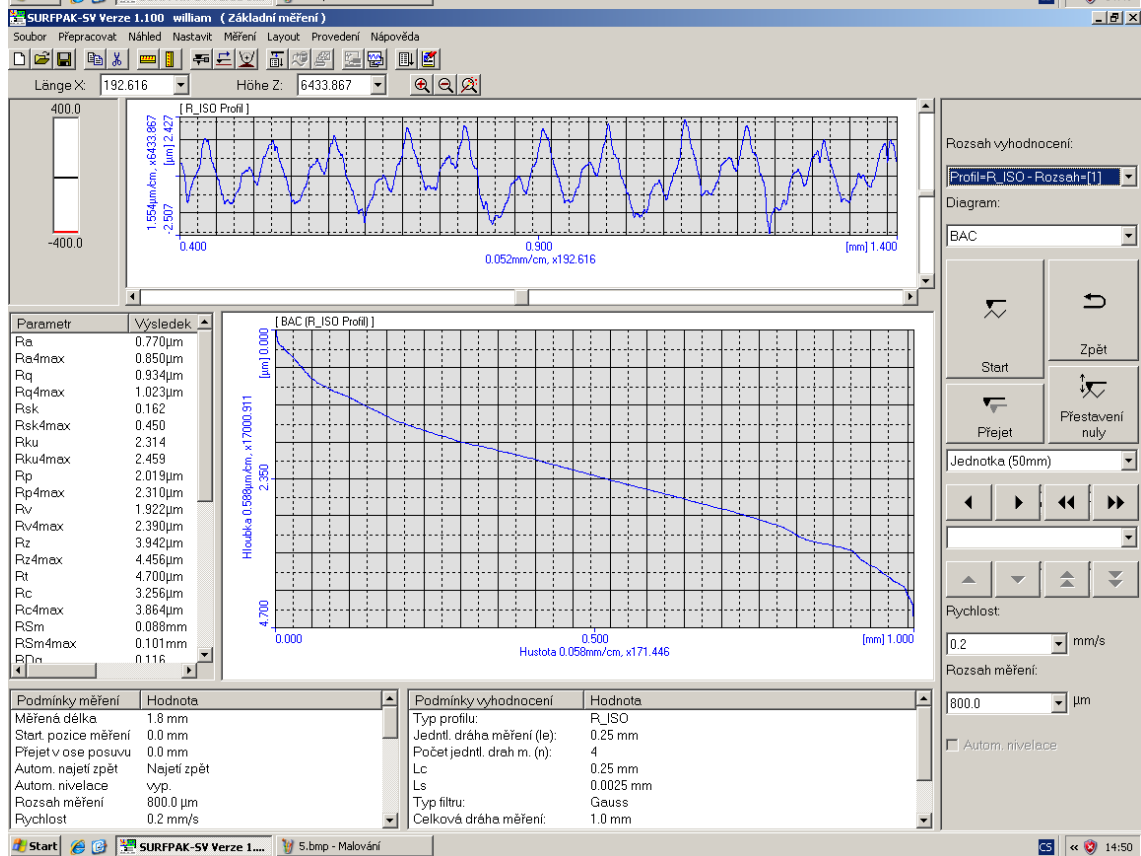 SURFPAK-SV Verze 1.100 william ( Základní měření )
Soubor Přepracovat Náhled Nastavit Měření Layout Provedení Nápověda
Länge X: 192.616 Höhe Z: 6433.867
400.0
-400.0
[ R_ISO Profil ]
1.554µm/cm, x6433.867
-2.507 [µm] 2.427
0.400 0.900 [mm] 1.400
0.052mm/cm, x192.616
Rozsah vyhodnocení:
Profil=R_ISO - Rozsah=[1]
Diagram:
BAC
Start
Zpět
Přejet
Přestavení
nuly
Jednotka (50mm)
Rychlost:
0.2 mm/s
Rozsah měření:
800.0 µm
Autom. nivelace
Parametr Výsledek
Ra 0.770µm
Ra4max 0.850µm
Rq 0.934µm
Rq4max 1.023µm
Rsk 0.162
Rsk4max 0.450
Rku 2.314
Rku4max 2.459
Rp 2.019µm
Rp4max 2.310µm
Rv 1.922µm
Rv4max 2.390µm
Rz 3.942µm
Rz4max 4.456µm
Rt 4.700µm
Rc 3.256µm
Rc4max 3.864µm
RSm 0.088mm
RSm4max 0.101mm
RDq 0.116
[ BAC (R_ISO Profil) ]
Hloubka 0.588µm/cm, x17000.911
4.700 2.350 [µm] 0.000
0.000 0.500 [mm] 1.000
Hustota 0.058mm/cm, x171.446
Podmínky měření Hodnota
Měřená délka 1.8 mm
Start. pozice měření 0.0 mm
Přejet v ose posuvu 0.0 mm
Autom. najetí zpět Najetí zpět
Autom. nivelace vyp.
Rozsah měření 800.0 µm
Rychlost 0.2 mm/s
Podmínky vyhodnocení Hodnota
Typ profilu: R_ISO
Jedntl. dráha měření (le): 0.25 mm
Počet jedntl. drah m. (n): 4
Lc 0.25 mm
Ls 0.0025 mm
Typ filtru: Gauss
Celková dráha měření: 1.0 mm
Start SURFPAK-SV Verze 1.... 5.bmp - Malování CS « 14:50